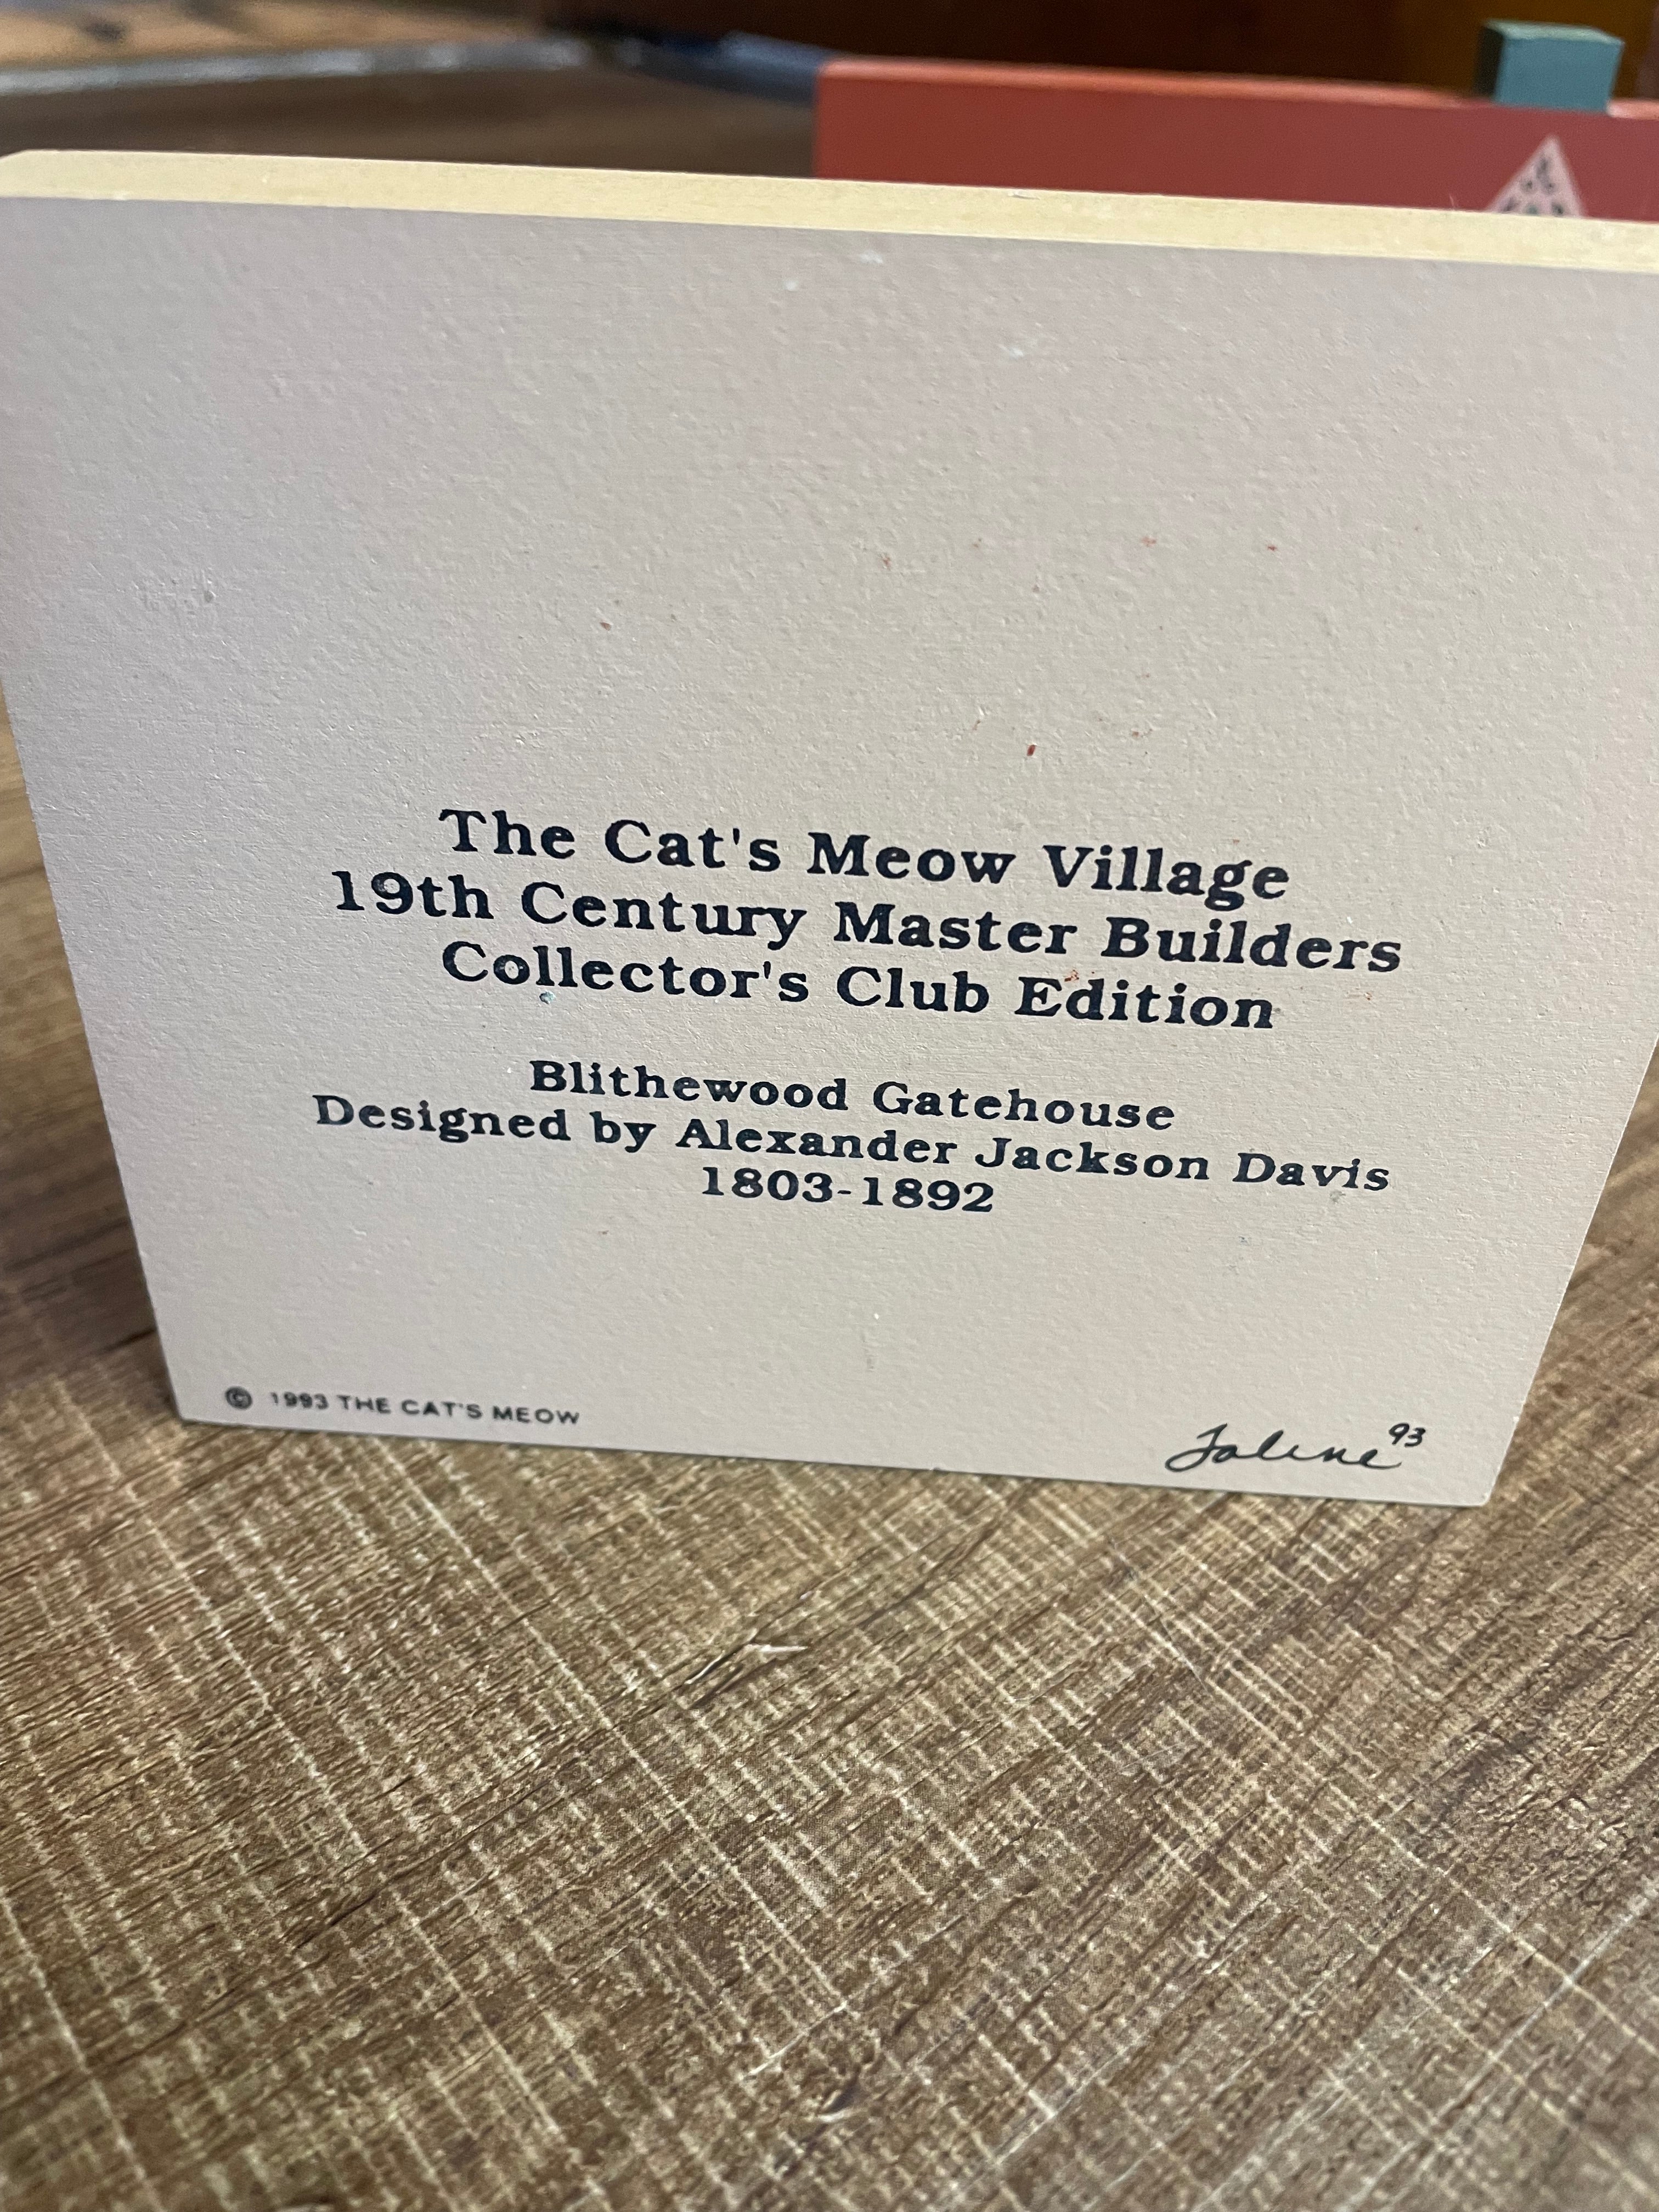 The Cat's Meow Village
19th Century Master Builders
Collector's Club Edition
Blithewood Gatehouse
Designed by Alexander Jackson Davis
1803-1892
© 1993 THE CAT'S MEOW
Faline 93